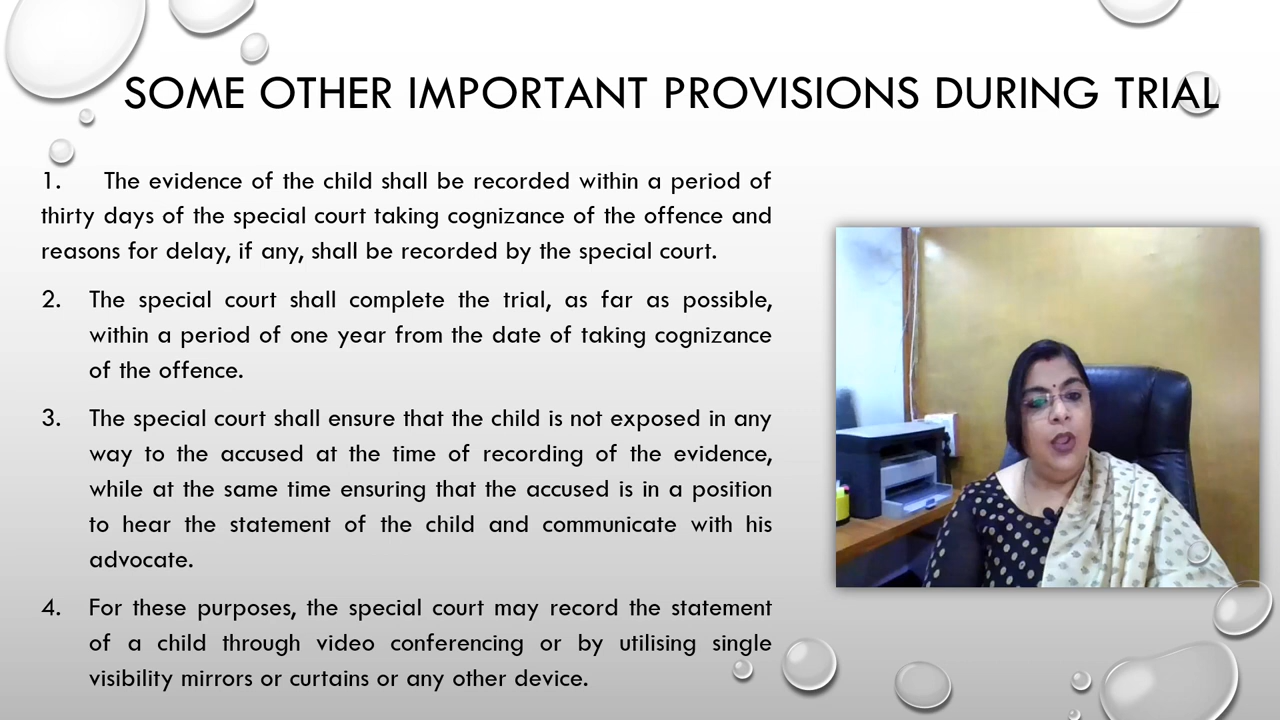 SOME OTHER IMPORTANT PROVISIONS DURING TRIAL
1. The evidence of the child shall be recorded within a period of
thirty days of the special court taking cognizance of the offence and
reasons for delay, if any, shall be recorded by the special court.
2. The special court shall complete the trial, as far as possible,
within a period of one year from the date of taking cognizance
of the offence.
3. The special court shall ensure that the child is not exposed in any
way to the accused at the time of recording of the evidence,
while at the same time ensuring that the accused is in a position
to hear the statement of the child and communicate with his
advocate.
4. For these purposes, the special court may record the statement
of a child through video conferencing or by utilising single
visibility mirrors or curtains or any other device.